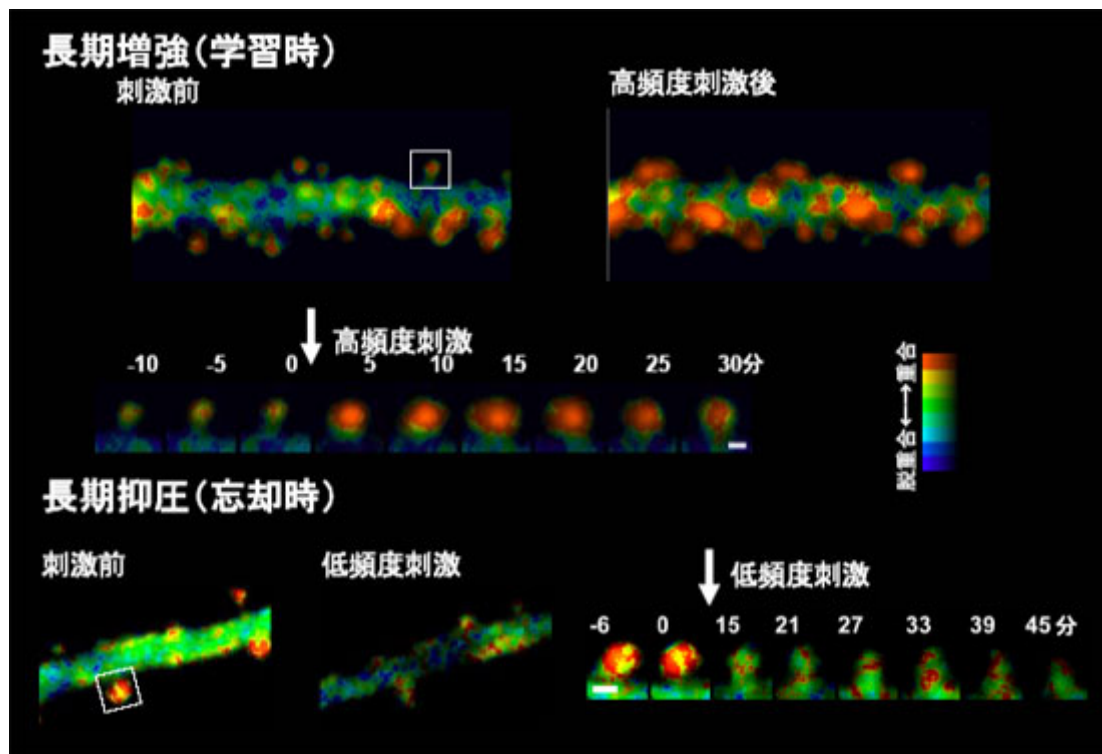 長期増強（学習時）
刺激前
高頻度刺激後
高頻度刺激
-10 -5 0 5 10 15 20 25 30分
脱重合←→重合
長期抑圧（忘却時）
刺激前
低頻度刺激
低頻度刺激
-6 0 15 21 27 33 39 45分